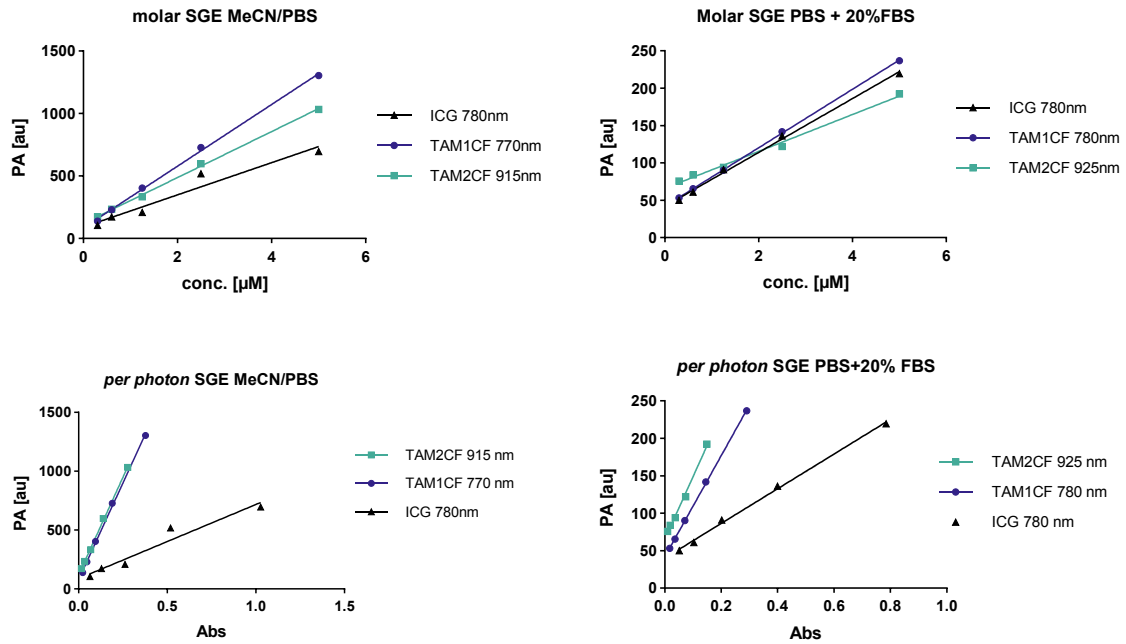 molar SGE MeCN/PBS
PA [au]
1500
1000
500
0
0
2
4
6
conc. [µM]
ICG 780nm
TAM1CF 770nm
TAM2CF 915nm
Molar SGE PBS + 20%FBS
PA [au]
250
200
150
100
50
0
0
2
4
6
conc. [µM]
ICG 780nm
TAM1CF 780nm
TAM2CF 925nm
per photon SGE MeCN/PBS
PA [au]
1500
1000
500
0
0.0
0.5
1.0
1.5
Abs
TAM2CF 915 nm
TAM1CF 770 nm
ICG 780nm
per photon SGE PBS+20% FBS
PA [au]
250
200
150
100
50
0
0.0
0.2
0.4
0.6
0.8
1.0
Abs
TAM2CF 925 nm
TAM1CF 780 nm
ICG 780 nm